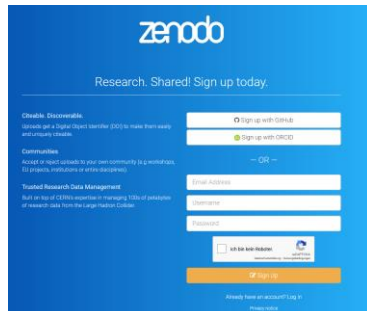 zenodo
Research. Shared! Sign up today.
Citeable. Discoverable.
Uploads get a Digital Object Identifier (DOI) to make them easily
and uniquely citeable.
Communities
Accept or reject uploads to your own community (e.g workshops,
EU projects, institutions or entire disciplines).
Trusted Research Data Management
Built on top of CERN's expertise in managing 100s of petabytes
of research data from the Large Hadron Collider.
Sign up with GitHub
Sign up with ORCID
— OR —
Email Address
Username
Password
Ich bin kein Roboter.
reCAPTCHA
Sign up
Already have an account? Log in
Privacy notice